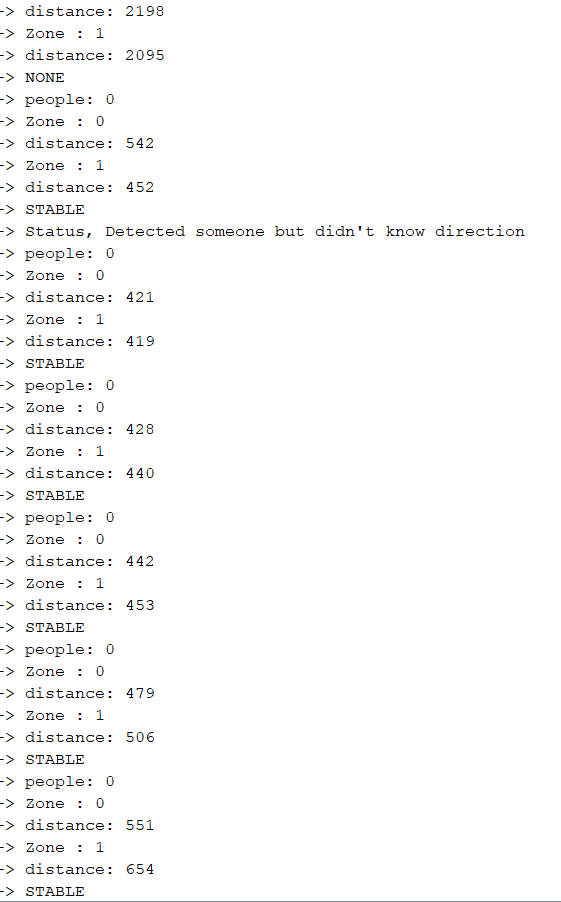 -> distance: 2198
-> Zone : 1
-> distance: 2095
-> NONE
-> people: 0
-> Zone : 0
-> distance: 542
-> Zone : 1
-> distance: 452
-> STABLE
-> Status, Detected someone but didn't know direction
-> people: 0
-> Zone : 0
-> distance: 421
-> Zone : 1
-> distance: 419
-> STABLE
-> people: 0
-> Zone : 0
-> distance: 428
-> Zone : 1
-> distance: 440
-> STABLE
-> people: 0
-> Zone : 0
-> distance: 442
-> Zone : 1
-> distance: 453
-> STABLE
-> people: 0
-> Zone : 0
-> distance: 479
-> Zone : 1
-> distance: 506
-> STABLE
-> people: 0
-> Zone : 0
-> distance: 551
-> Zone : 1
-> distance: 654
-> STABLE